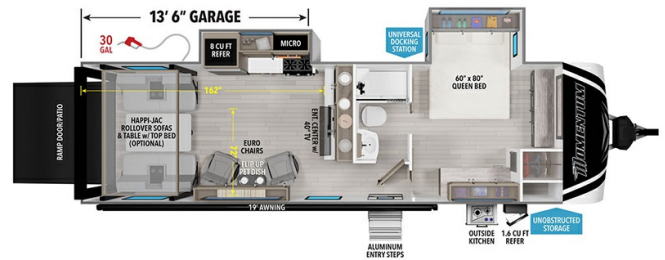 13' 6" GARAGE
30
GAL
8 CU FT
REFER
MICRO
UNIVERSAL
DOCKING
STATION
60" x 80"
QUEEN BED
162"
RAMP DOOR/PATIO
HAPPI-JAC
ROLLOVER SOFAS
& TABLE w/ TOP BED
(OPTIONAL)
EURO
CHAIRS
72"
FLIP UP
PET DISH
ENT. CENTER w/
40" TV
MOMENTUM
19' AWNING
ALUMINUM
ENTRY STEPS
OUTSIDE
KITCHEN
1.6 CU FT
REFER
UNOBSTRUCTED
STORAGE